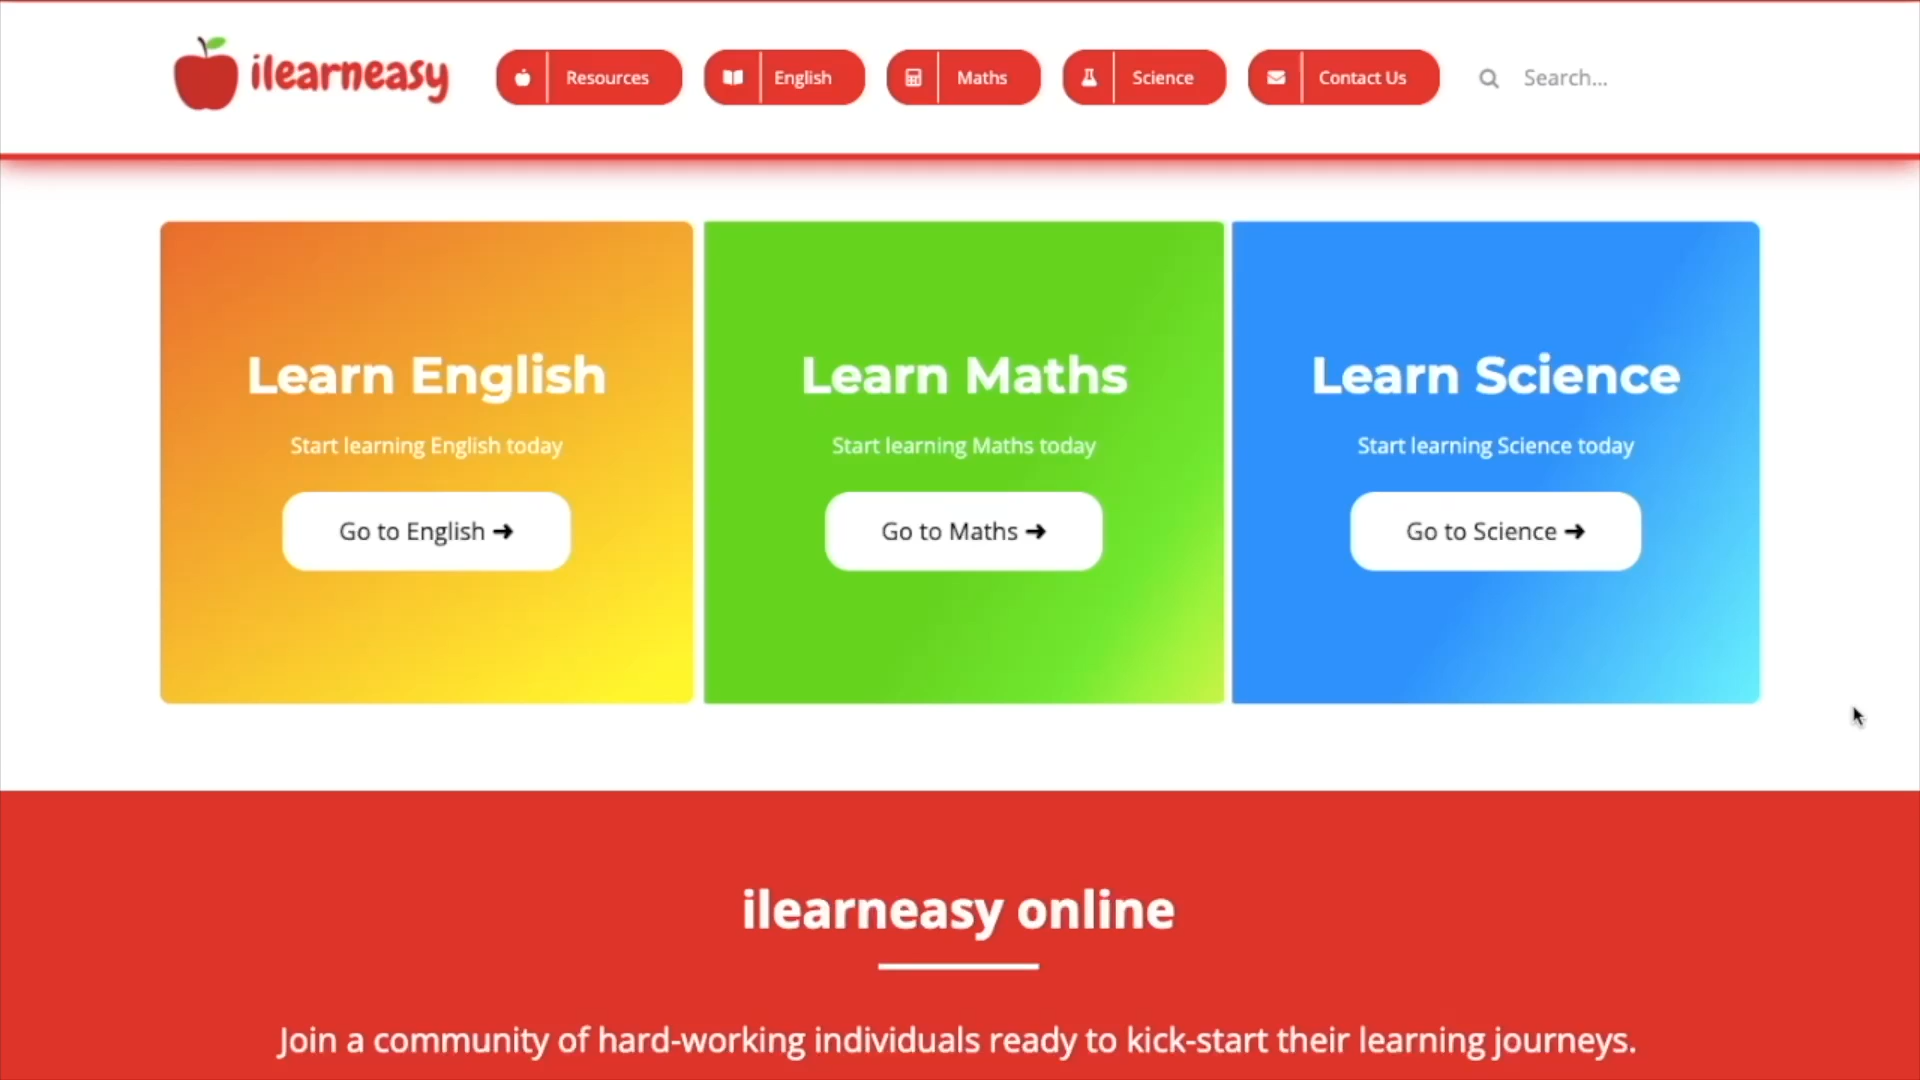 ilearneasy
Resources
English
Maths
Science
Contact Us
Search...
Learn English
Start learning English today
Go to English ➜
Learn Maths
Start learning Maths today
Go to Maths ➜
Learn Science
Start learning Science today
Go to Science ➜
ilearneasy online
Join a community of hard-working individuals ready to kick-start their learning journeys.